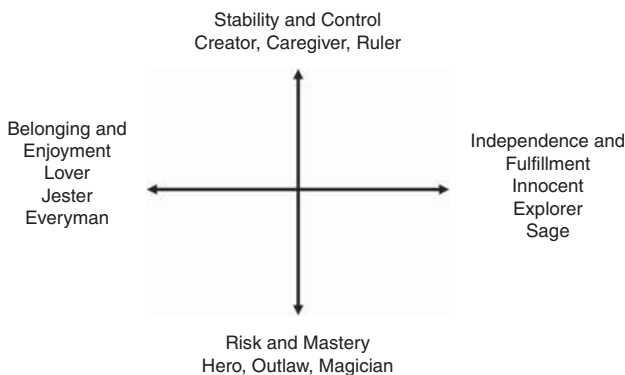 Stability and Control
Creator, Caregiver, Ruler
Belonging and
Enjoyment
Lover
Jester
Everyman
Independence and
Fulfillment
Innocent
Explorer
Sage
Risk and Mastery
Hero, Outlaw, Magician